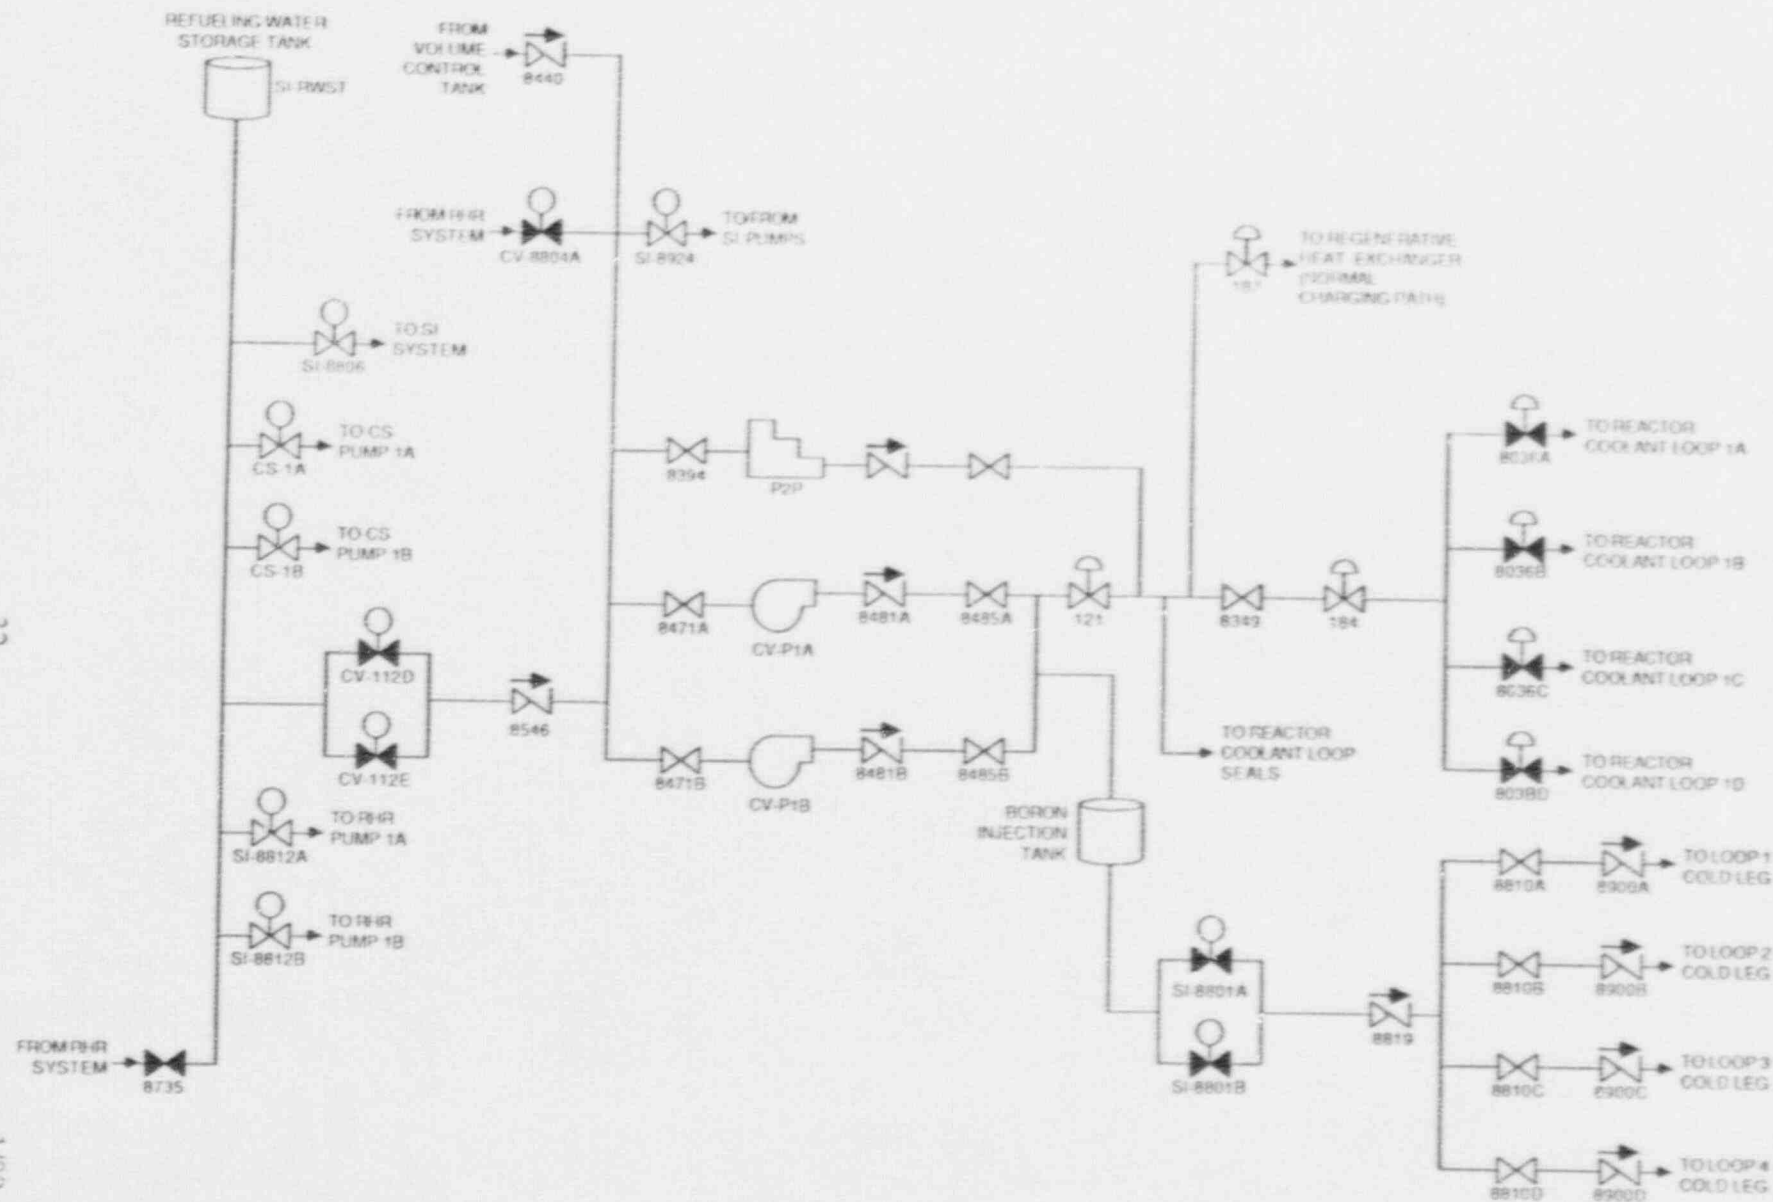 REFUELING WATER
STORAGE TANK
SI-RWST
FROM
VOLUME
CONTROL
TANK
8440
FROM RHR
SYSTEM
CV-8804A
SI-8924
TO/FROM
SI PUMPS
TO REGENERATIVE
HEAT EXCHANGER
(NORMAL
CHARGING PATH)
SI-8806
TO SI
SYSTEM
CS-1A
TO CS
PUMP 1A
CS-1B
TO CS
PUMP 1B
8394
P2P
8036A
TO REACTOR
COOLANT LOOP 1A
8036B
TO REACTOR
COOLANT LOOP 1B
8471A
CV-P1A
8481A
8485A
121
8349
184
CV-112D
CV-112E
8546
8036C
TO REACTOR
COOLANT LOOP 1C
8471B
CV-P1B
8481B
8485B
TO REACTOR
COOLANT LOOP
SEALS
803BD
TO REACTOR
COOLANT LOOP 1D
SI-8812A
TO RHR
PUMP 1A
SI-8812B
TO RHR
PUMP 1B
BORON
INJECTION
TANK
8810A
8900A
TO LOOP 1
COLD LEG
SI-8801A
8810B
8900B
TO LOOP 2
COLD LEG
FROM RHR
SYSTEM
8735
SI-8801B
8819
8810C
8900C
TO LOOP 3
COLD LEG
8810D
8900D
TO LOOP 4
COLD LEG